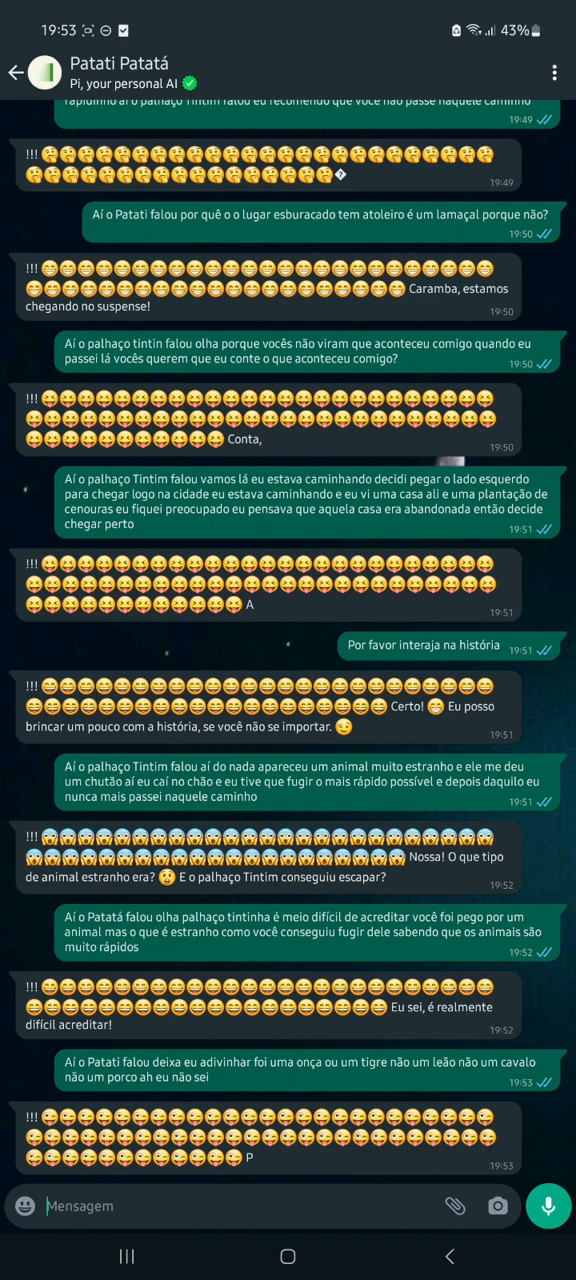 19:53
43%
Patati Patatá
Pi, your personal AI
rapidinho aí o palhaço Tintim falou eu recomendo que você não passe naquele caminho
19:49
!!! 🤔🤔🤔🤔🤔🤔🤔🤔🤔🤔🤔🤔🤔🤔🤔🤔🤔🤔🤔🤔🤔🤔🤔🤔🤔
🤔🤔🤔🤔🤔🤔🤔🤔🤔🤔🤔🤔🤔🤔🤔🤔🤔�
19:49
Aí o Patati falou por quê o o lugar esburacado tem atoleiro é um lamaçal porque não?
19:50
!!! 😁😁😁😁😁😁😁😁😁😁😁😁😁😁😁😁😁😁😁😁😁😁😁😁😁
😁😁😁😁😁😁😁😁😁😁😁😁😁😁😁😁😁😁😁😁😁 Caramba, estamos
chegando no suspense!
19:50
Aí o palhaço tintin falou olha porque vocês não viram que aconteceu comigo quando eu
passei lá vocês querem que eu conte o que aconteceu comigo?
19:50
!!! 😝😝😝😝😝😝😝😝😝😝😝😝😝😝😝😝😝😝😝😝😝😝😝😝😝
😝😝😝😝😝😝😝😝😝😝😝😝😝😝😝😝😝😝😝😝😝😝😝😝😝😝
😝😝😝😝😝😝😝😝😝😝😝 Conta,
19:50
Aí o palhaço Tintim falou vamos lá eu estava caminhando decidi pegar o lado esquerdo
para chegar logo na cidade eu estava caminhando e eu vi uma casa ali e uma plantação de
cenouras eu fiquei preocupado eu pensava que aquela casa era abandonada então decide
chegar perto
19:51
!!! 😝😝😝😝😝😝😝😝😝😝😝😝😝😝😝😝😝😝😝😝😝😝😝😝😝
😝😝😝😝😝😝😝😝😝😝😝😝😝😝😝😝😝😝😝😝😝😝😝😝😝😝
😝😝😝😝😝😝😝😝😝😝😝😝 A
19:51
Por favor interaja na história
19:51
!!! 😄😄😄😄😄😄😄😄😄😄😄😄😄😄😄😄😄😄😄😄😄😄😄😄😄
😄😄😄😄😄😄😄😄😄😄😄😄😄😄😄😄😄😄😄😄 Certo! 😁 Eu posso
brincar um pouco com a história, se você não se importar. 😉
19:51
Aí o palhaço Tintim falou aí do nada apareceu um animal muito estranho e ele me deu
um chutão aí eu caí no chão e eu tive que fugir o mais rápido possível e depois daquilo eu
nunca mais passei naquele caminho
19:51
!!! 😱😱😱😱😱😱😱😱😱😱😱😱😱😱😱😱😱😱😱😱😱😱😱😱😱
😱😱😱😱😱😱😱😱😱😱😱😱😱😱😱😱😱😱😱😱😱 Nossa! O que tipo
de animal estranho era? 😲 E o palhaço Tintim conseguiu escapar?
19:52
Aí o Patatá falou olha palhaço tintinha é meio difícil de acreditar você foi pego por um
animal mas o que é estranho como você conseguiu fugir dele sabendo que os animais são
muito rápidos
19:52
!!! 😄😄😄😄😄😄😄😄😄😄😄😄😄😄😄😄😄😄😄😄😄😄😄😄😄
😄😄😄😄😄😄😄😄😄😄😄😄😄😄😄😄😄😄😄😄 Eu sei, é realmente
difícil acreditar!
19:52
Aí o Patati falou deixa eu adivinhar foi uma onça ou um tigre não um leão não um cavalo
não um porco ah eu não sei
19:53
!!! 😜😜😜😜😜😜😜😜😜😜😜😜😜😜😜😜😜😜😜😜😜😜😜😜😜
😜😜😜😜😜😜😜😜😜😜😜😜😜😜😜😜😜😜😜😜😜😜😜😜😜😜
😜😜😜😜😜😜😜😜😜😜😜😜 P
19:53
Mensagem